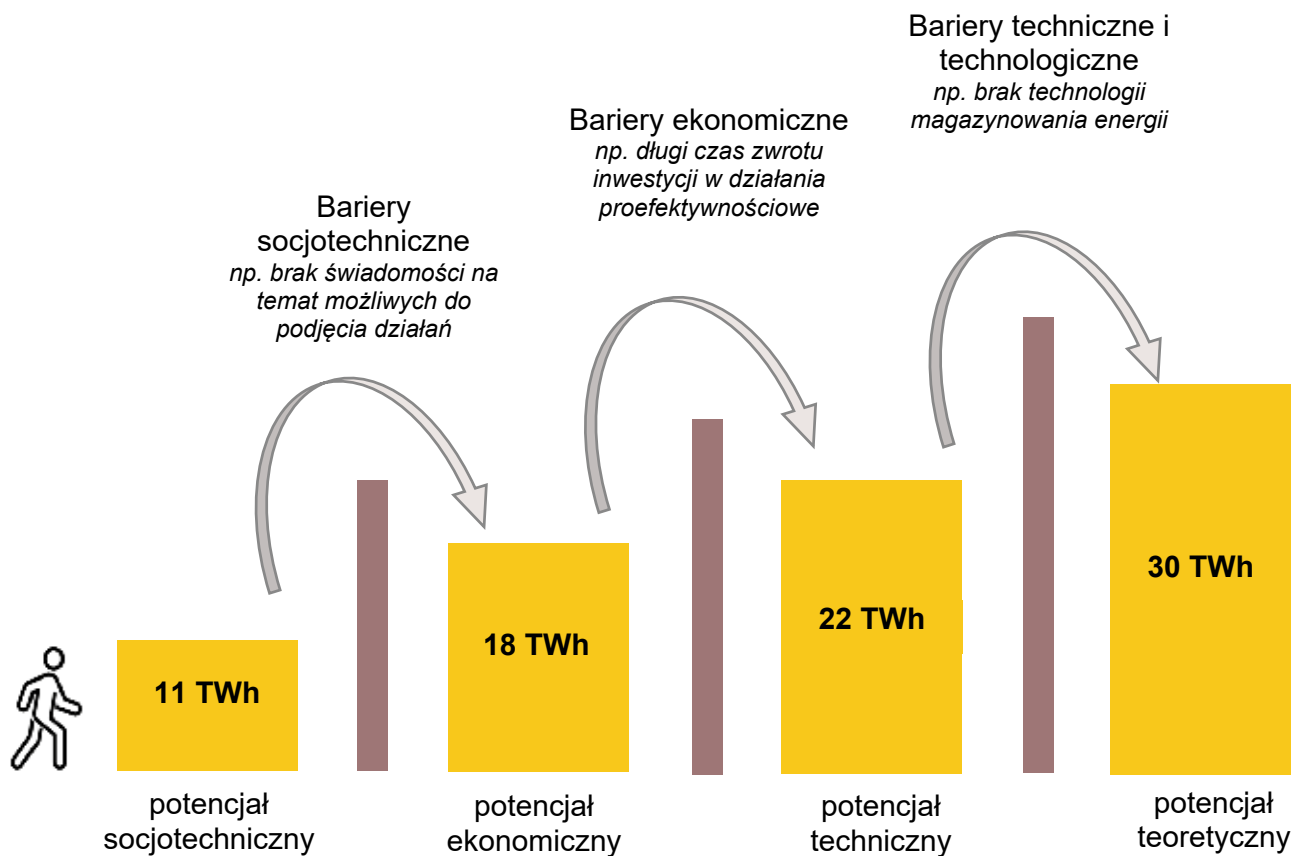 Bariery techniczne i
technologiczne
np. brak technologii
magazynowania energii
Bariery ekonomiczne
np. długi czas zwrotu
inwestycji w działania
proefektywnościowe
Bariery
socjotechniczne
np. brak świadomości na
temat możliwych do
podjęcia działań
11 TWh
18 TWh
22 TWh
30 TWh
potencjał
socjotechniczny
potencjał
ekonomiczny
potencjał
techniczny
potencjał
teoretyczny